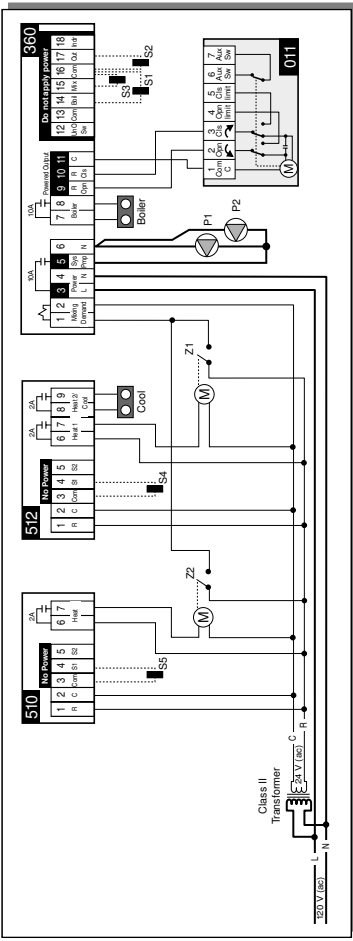 510
No Power
2A
1 2 3 4 5 6 7
R C Com S1 S2 Heat
S5
512
No Power
2A 2A
1 2 3 4 5 6 7 8 9
R C Com S1 S2 Heat 1 Heat 2/
Cool
S4
Cool
360
10A 10A
Powered Output
Do not apply power
1 2 3 4 5 6 7 8 9 10 11 12 13 14 15 16 17 18
Mixing
Demand
Power
L N
Sys
Pmp N
Boiler
Opn Cls
R R C
UnO
Sw
Com Boil Mix Com Out Indr
Boiler
S3
S1
S2
P1
P2
Z2
M
Z1
M
011
1 2 3 4 5 6 7
Com
C
Opn
Cls
Opn
limit
Cls
limit
Aux
Sw
Aux
Sw
M
Class II
Transformer
24 V (ac)
C
R
120 V (ac)
L
N